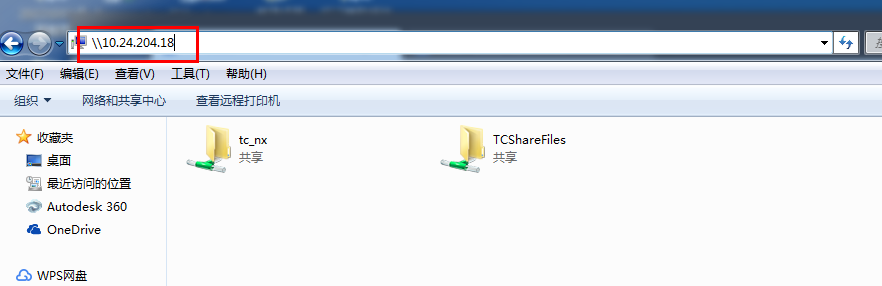 \\10.24.204.18
文件(F) 编辑(E) 查看(V) 工具(T) 帮助(H)
组织 网络和共享中心 查看远程打印机
收藏夹
桌面
最近访问的位置
Autodesk 360
OneDrive
WPS网盘
tc_nx
共享
TCShareFiles
共享